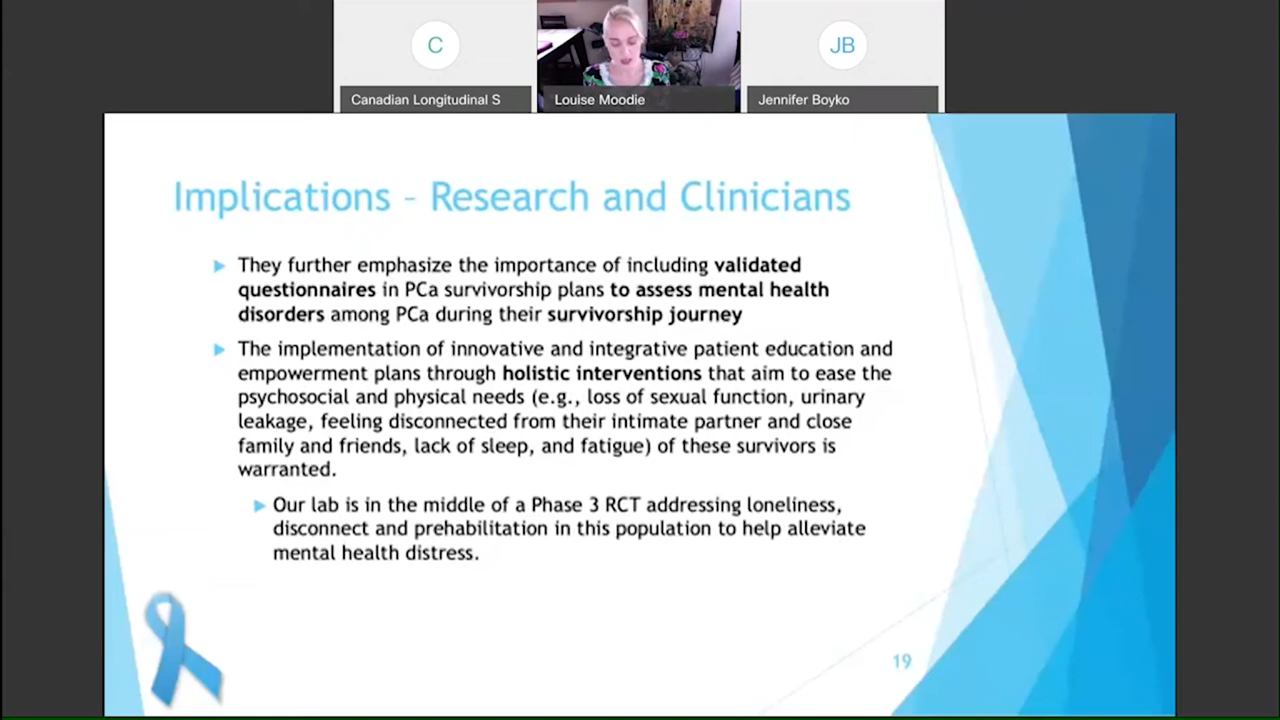 C
JB
Canadian Longitudinal S
Louise Moodie
Jennifer Boyko
Implications – Research and Clinicians
They further emphasize the importance of including validated
questionnaires in PCa survivorship plans to assess mental health
disorders among PCa during their survivorship journey
The implementation of innovative and integrative patient education and
empowerment plans through holistic interventions that aim to ease the
psychosocial and physical needs (e.g., loss of sexual function, urinary
leakage, feeling disconnected from their intimate partner and close
family and friends, lack of sleep, and fatigue) of these survivors is
warranted.
Our lab is in the middle of a Phase 3 RCT addressing loneliness,
disconnect and prehabilitation in this population to help alleviate
mental health distress.
19